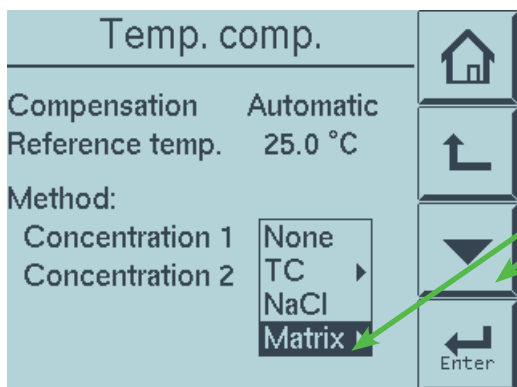 Temp. comp.
Compensation Automatic
Reference temp. 25.0 °C
Method:
Concentration 1
Concentration 2
None
TC
NaCl
Matrix
Enter